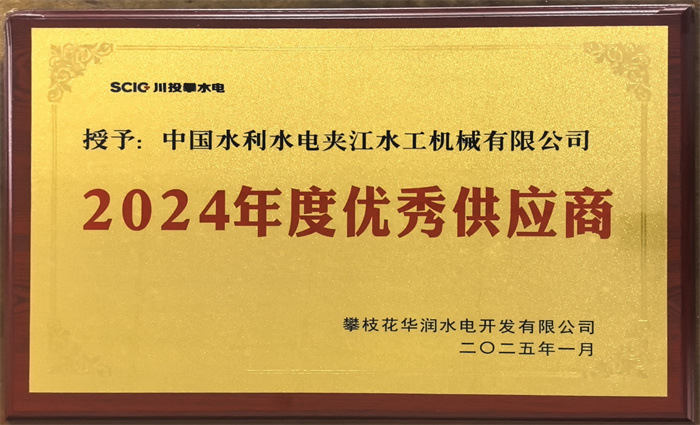 SCIG 川投攀水电
授予：中国水利水电夹江水工机械有限公司
2024年度优秀供应商
攀枝花华润水电开发有限公司
二〇二五年一月